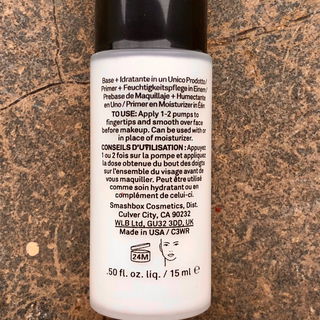 Base + Idratante in un Unico Prodotto/
Primer + Feuchtigkeitspflege in Einem/
Prebase de Maquillaje + Humectante
en Uno / Primer en Moisturizer in Eén
TO USE: Apply 1-2 pumps to
fingertips and smooth over face
before makeup. Can be used with or
in place of moisturizer.
CONSEILS D'UTILISATION: Appuyez
1 ou 2 fois sur la pompe et appliquez
la dose obtenue du bout des doigts
sur l'ensemble du visage avant de
vous maquiller. Peut être utilisé
comme soin hydratant ou en
complément de celui-ci.
Smashbox Cosmetics, Dist.
Culver City, CA 90232
WLB Ltd, GU32 3DD, UK
Made in USA / C3WR
24M
.50 fl. oz. liq. / 15 ml e